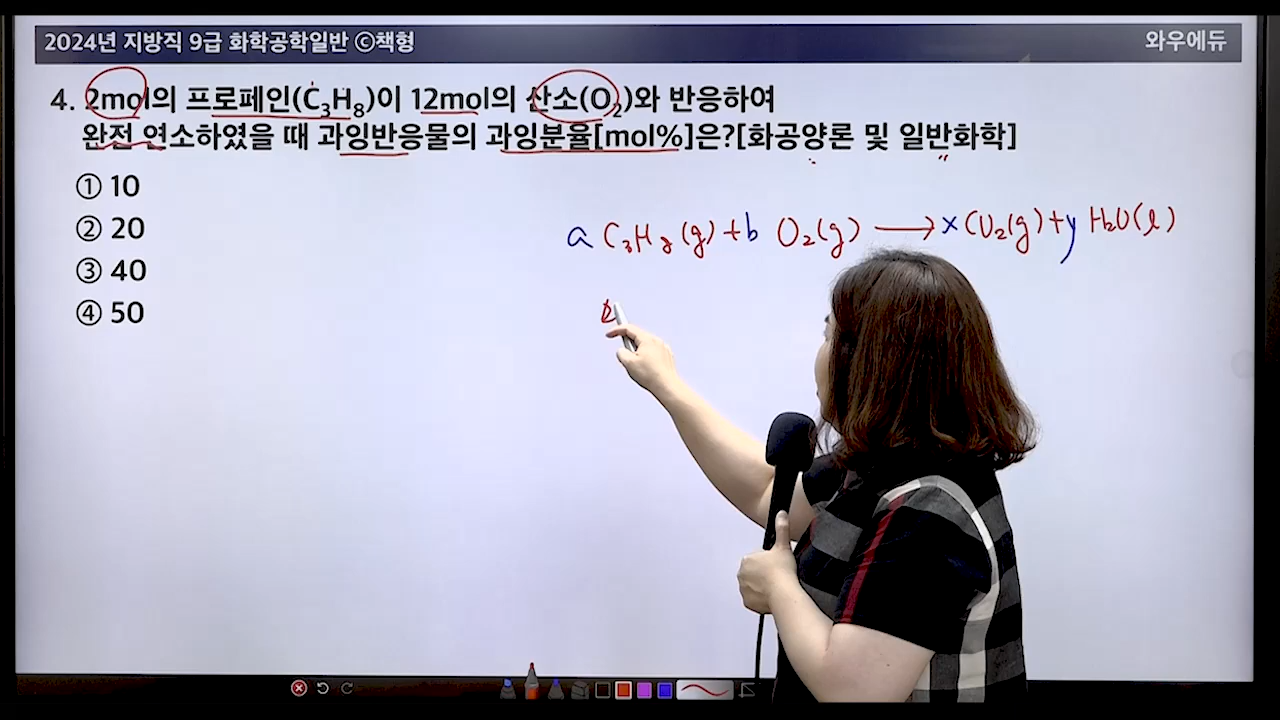 2024년 지방직 9급 화학공학일반 ⓒ책형
와우에듀
4. 2mol의 프로페인(C₃H₈)이 12mol의 산소(O₂)와 반응하여
완전 연소하였을 때 과잉반응물의 과잉분율[mol%]은?[화공양론 및 일반화학]
① 10
② 20
③ 40
④ 50
a C₃H₈(g) + b O₂(g) → x CO₂(g) + y H₂O(l)